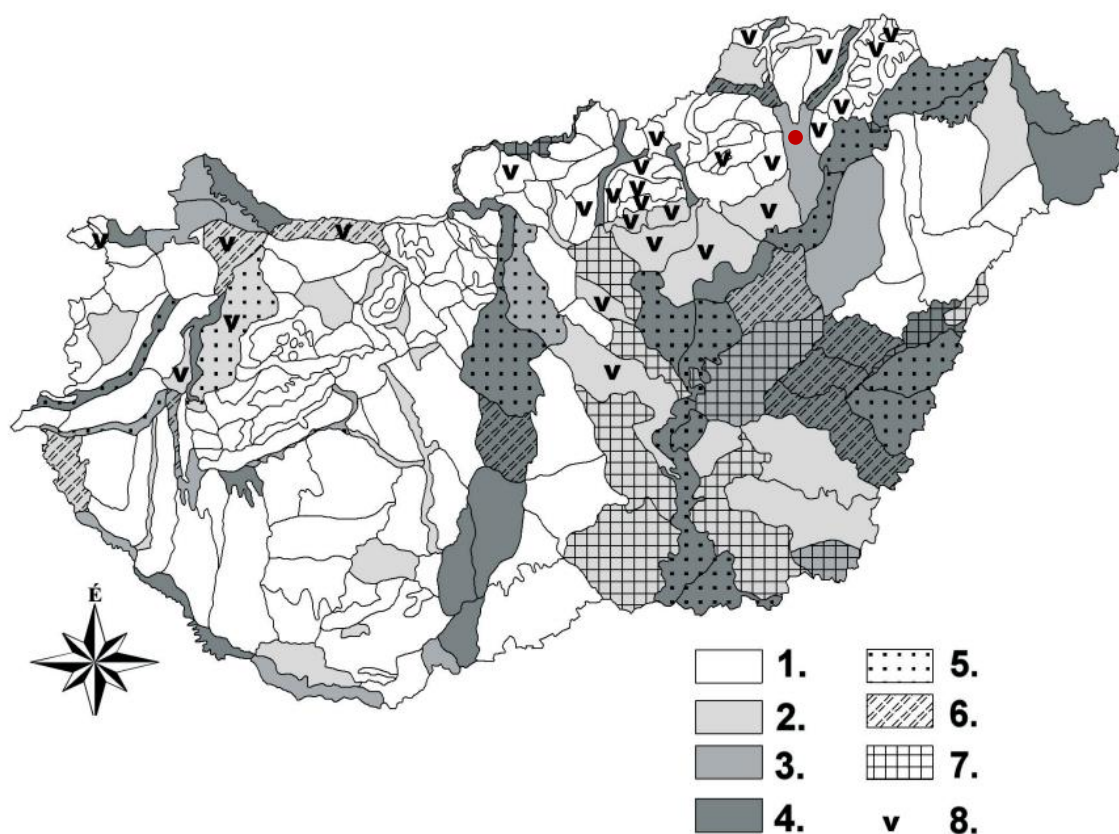 V V V V V
V V V V
V V V V V V
V V V V V
V V V V V
V V V
V V
É
1. 5.
2. 6.
3. 7.
4. v 8.